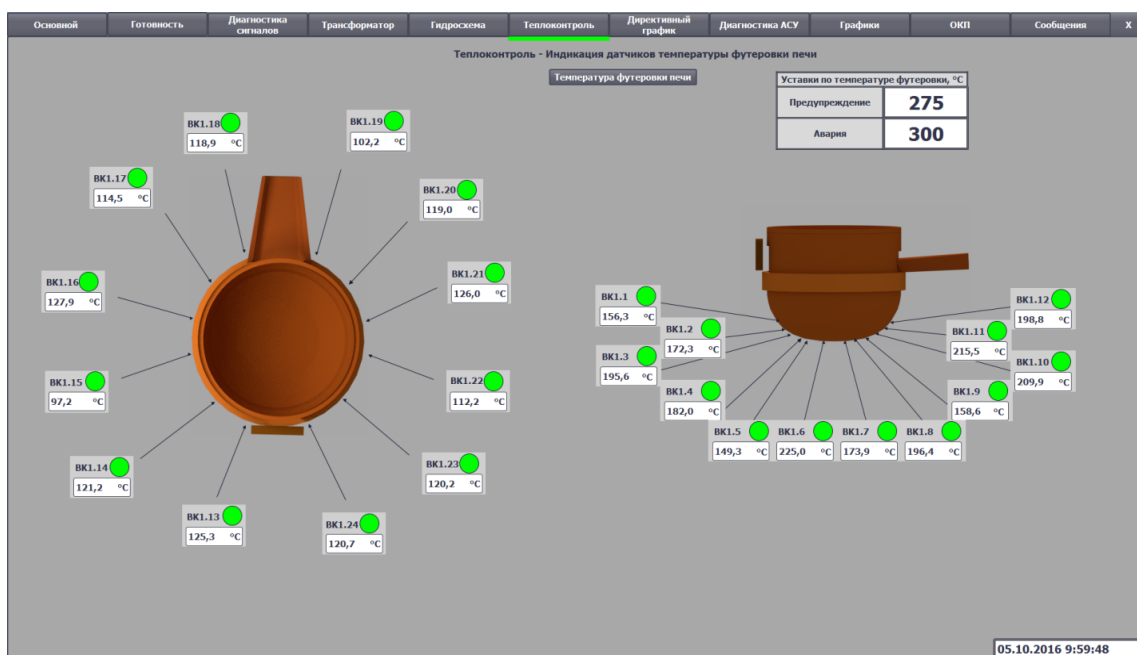 Основной
Готовность
Диагностика
сигналов
Трансформатор
Гидросхема
Теплоконтроль
Директивный
график
Диагностика АСУ
Графики
ОКП
Сообщения
X
Теплоконтроль - Индикация датчиков температуры футеровки печи
Температура футеровки печи
Уставки по температуре футеровки, °C
Предупреждение 275
Авария 300
ВК1.18
118,9 °C
ВК1.19
102,2 °C
ВК1.17
114,5 °C
ВК1.20
119,0 °C
ВК1.16
127,9 °C
ВК1.21
126,0 °C
ВК1.15
97,2 °C
ВК1.22
112,2 °C
ВК1.14
121,2 °C
ВК1.23
120,2 °C
ВК1.13
125,3 °C
ВК1.24
120,7 °C
ВК1.1
156,3 °C
ВК1.2
172,3 °C
ВК1.3
195,6 °C
ВК1.4
182,0 °C
ВК1.5
149,3 °C
ВК1.6
225,0 °C
ВК1.7
173,9 °C
ВК1.8
196,4 °C
ВК1.9
158,6 °C
ВК1.10
209,9 °C
ВК1.11
215,5 °C
ВК1.12
198,8 °C
05.10.2016 9:59:48